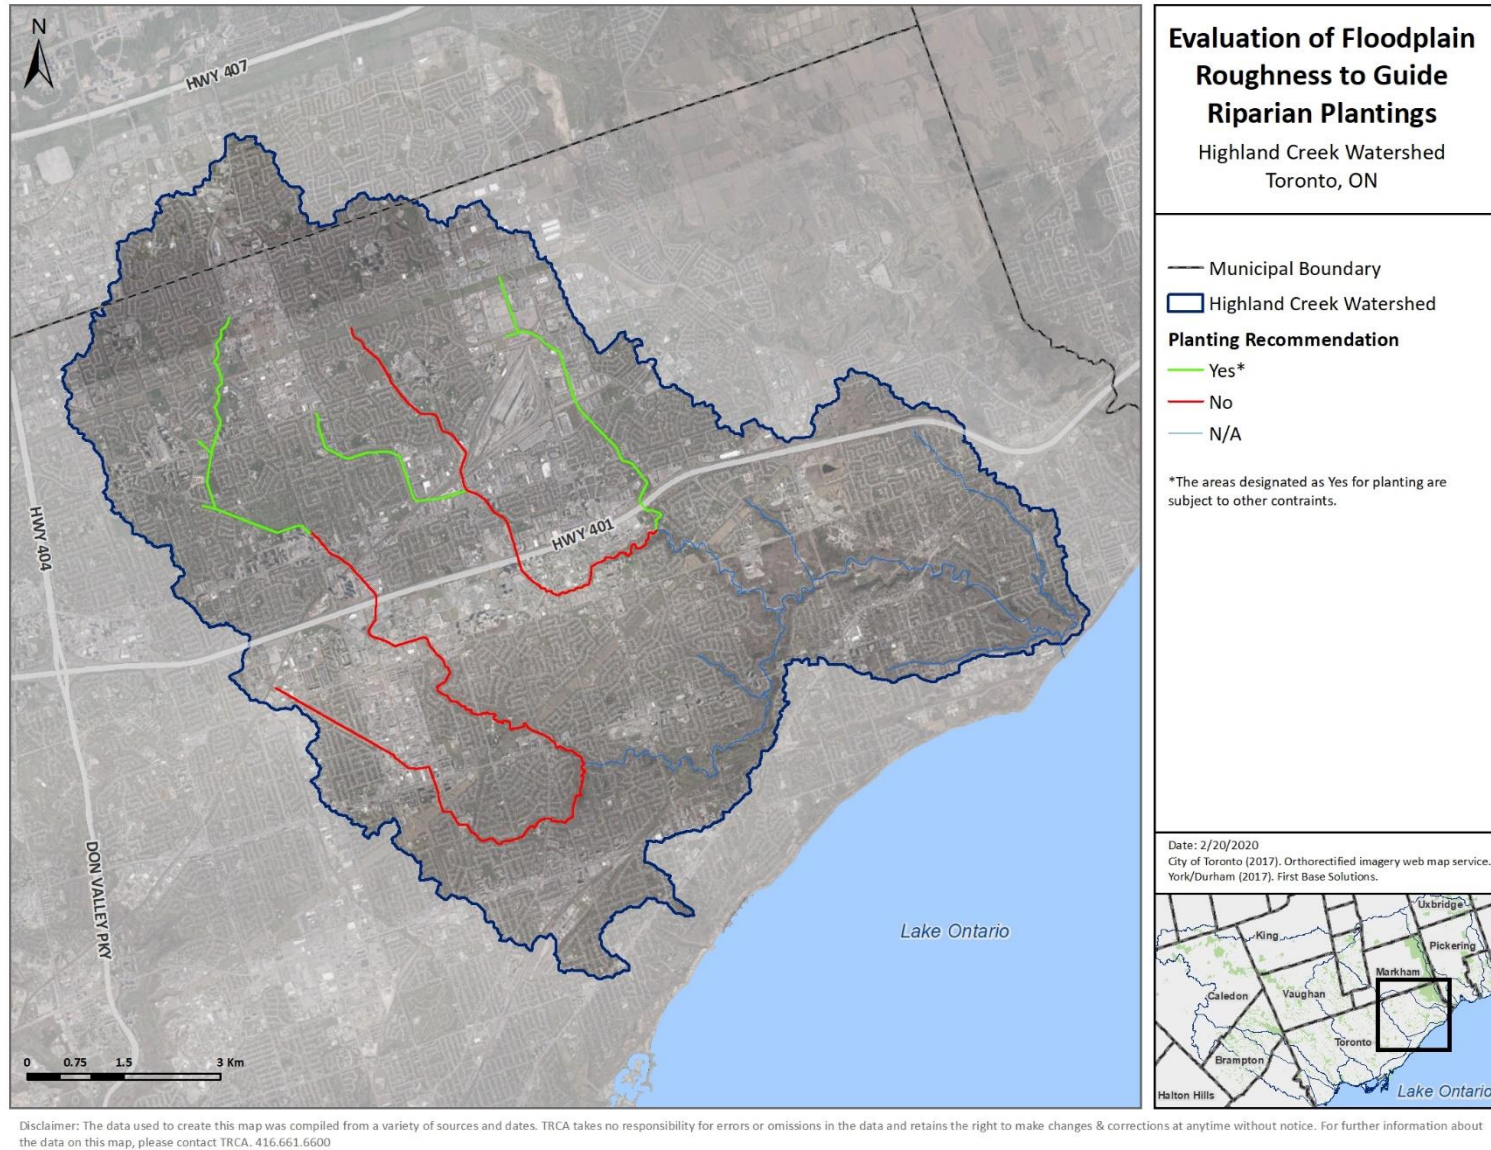 N
HWY 407
HWY 401
HWY 404
DON VALLEY PKY
Lake Ontario
0 0.75 1.5 3 Km
Evaluation of Floodplain
Roughness to Guide
Riparian Plantings
Highland Creek Watershed
Toronto, ON
Municipal Boundary
Highland Creek Watershed
Planting Recommendation
Yes*
No
N/A
*The areas designated as Yes for planting are
subject to other contraints.
Date: 2/20/2020
City of Toronto (2017). Orthorectified imagery web map service.
York/Durham (2017). First Base Solutions.
Uxbridge
King
Pickering
Markham
Caledon
Vaughan
Toronto
Brampton
Halton Hills
Lake Ontario
Disclaimer: The data used to create this map was compiled from a variety of sources and dates. TRCA takes no responsibility for errors or omissions in the data and retains the right to make changes & corrections at anytime without notice. For further information about
the data on this map, please contact TRCA. 416.661.6600